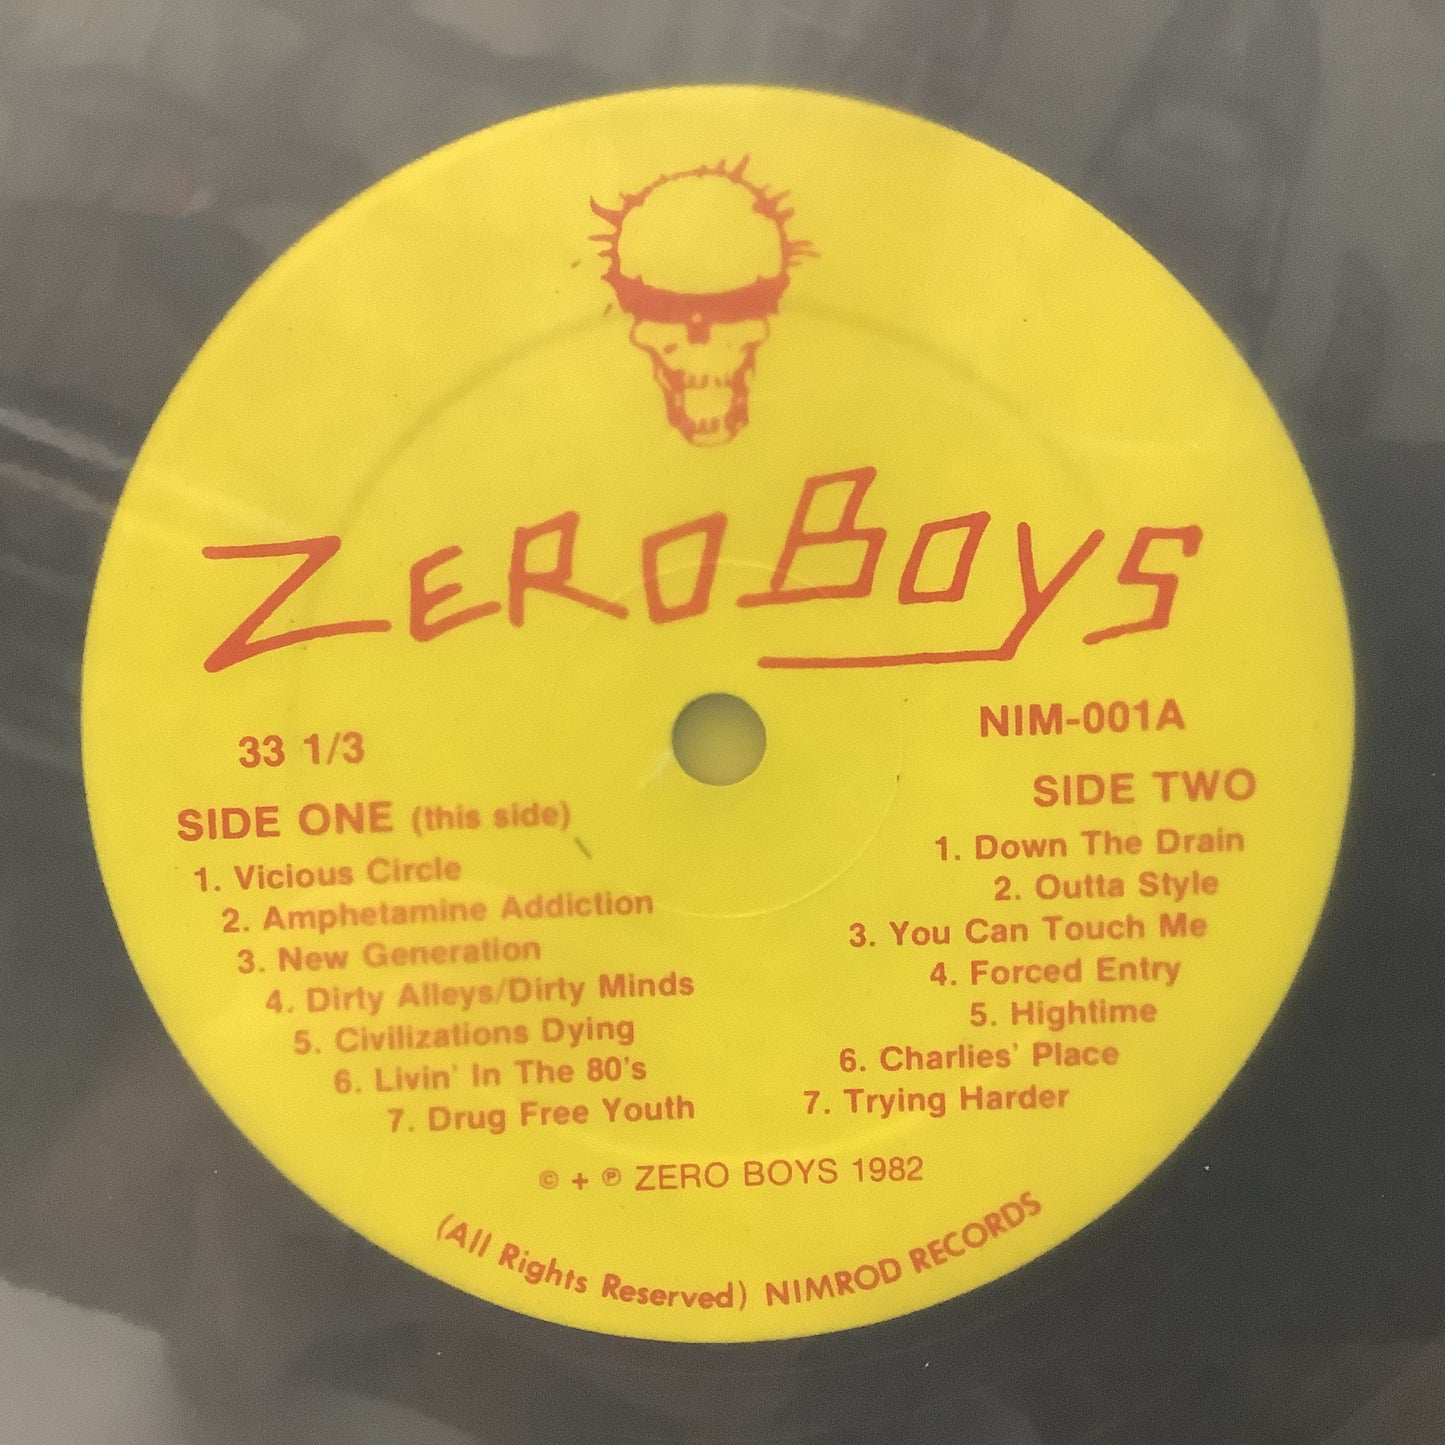 ZERO BOYS
33 1/3
NIM-001A
SIDE ONE (this side)
1. Vicious Circle
2. Amphetamine Addiction
3. New Generation
4. Dirty Alleys/Dirty Minds
5. Civilizations Dying
6. Livin' In The 80's
7. Drug Free Youth
SIDE TWO
1. Down The Drain
2. Outta Style
3. You Can Touch Me
4. Forced Entry
5. Hightime
6. Charlies' Place
7. Trying Harder
© + ℗ ZERO BOYS 1982
(All Rights Reserved) NIMROD RECORDS